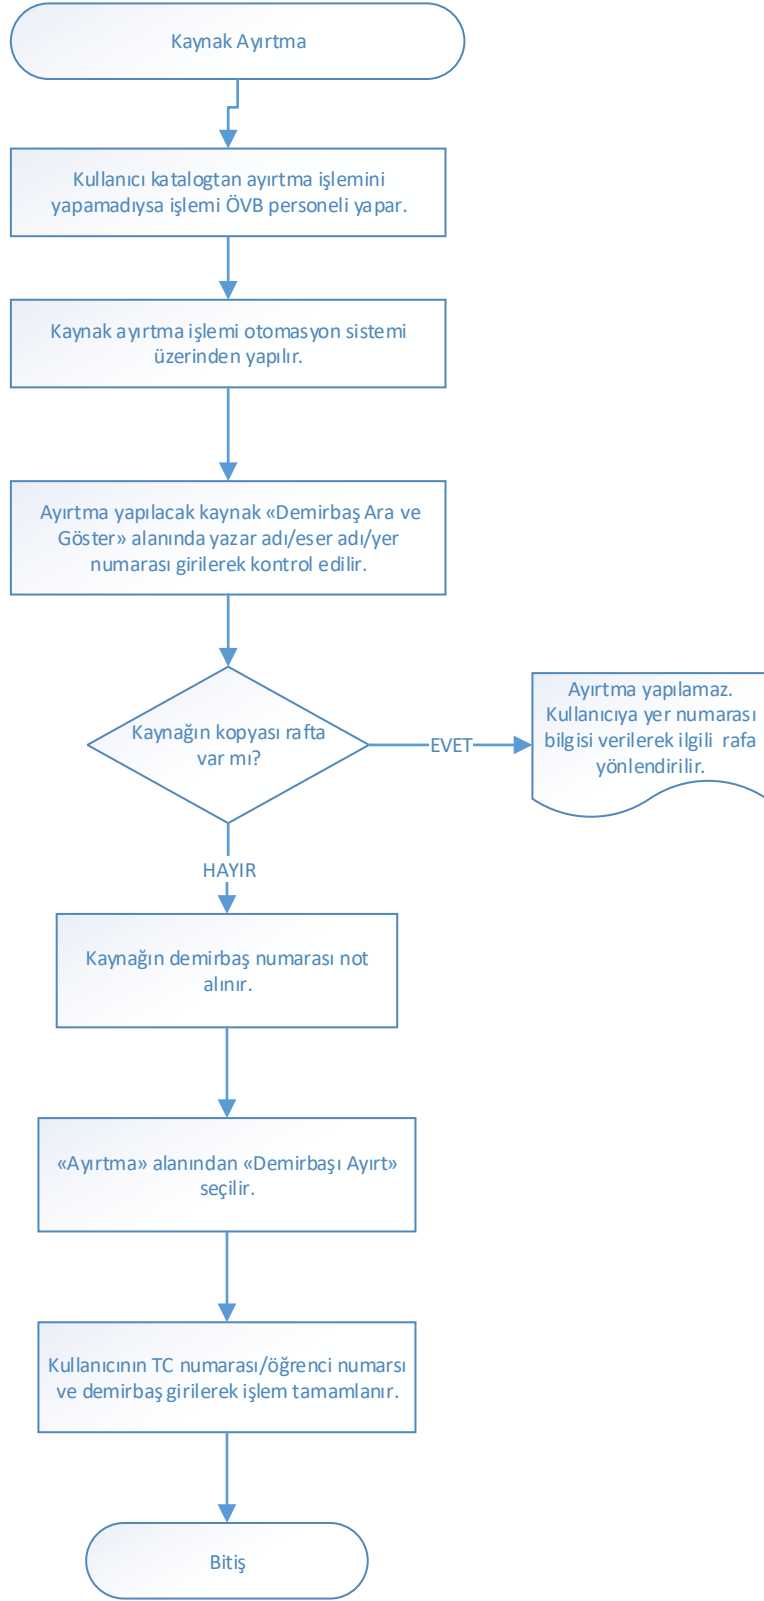 Kaynak Ayırtma
Kullanıcı katalogtan ayırtma işlemini
yapamadıysa işlemi ÖVB personeli yapar.
Kaynak ayırtma işlemi otomasyon sistemi
üzerinden yapılır.
Ayırtma yapılacak kaynak «Demirbaş Ara ve
Göster» alanında yazar adı/eser adı/yer
numarası girilerek kontrol edilir.
Kaynağın kopyası rafta
var mı?
EVET
Ayırtma yapılamaz.
Kullanıcıya yer numarası
bilgisi verilerek ilgili rafa
yönlendirilir.
HAYIR
Kaynağın demirbaş numarası not
alınır.
«Ayırtma» alanından «Demirbaşı Ayırt»
seçilir.
Kullanıcının TC numarası/öğrenci numarsı
ve demirbaş girilerek işlem tamamlanır.
Bitiş